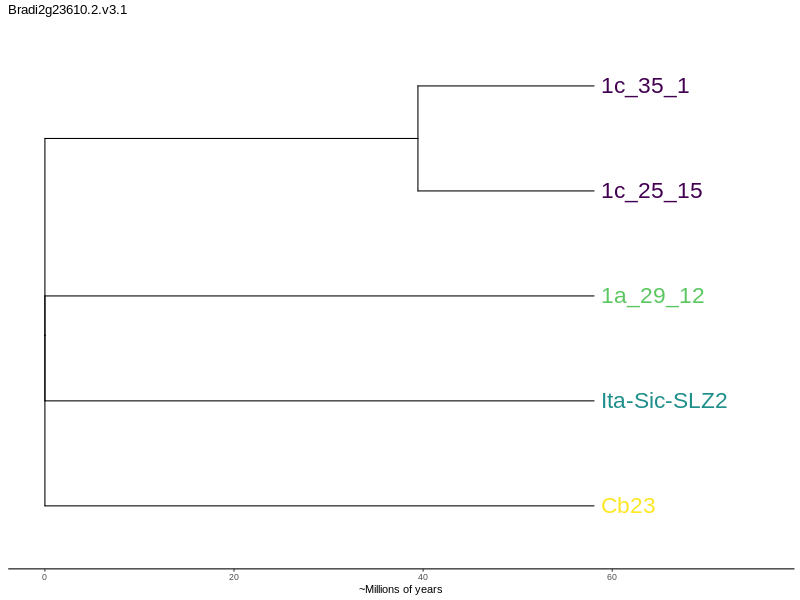 Bradi2g23610.2.v3.1
1c_35_1
1c_25_15
1a_29_12
Ita-Sic-SLZ2
Cb23
0 20 40 60
~Millions of years